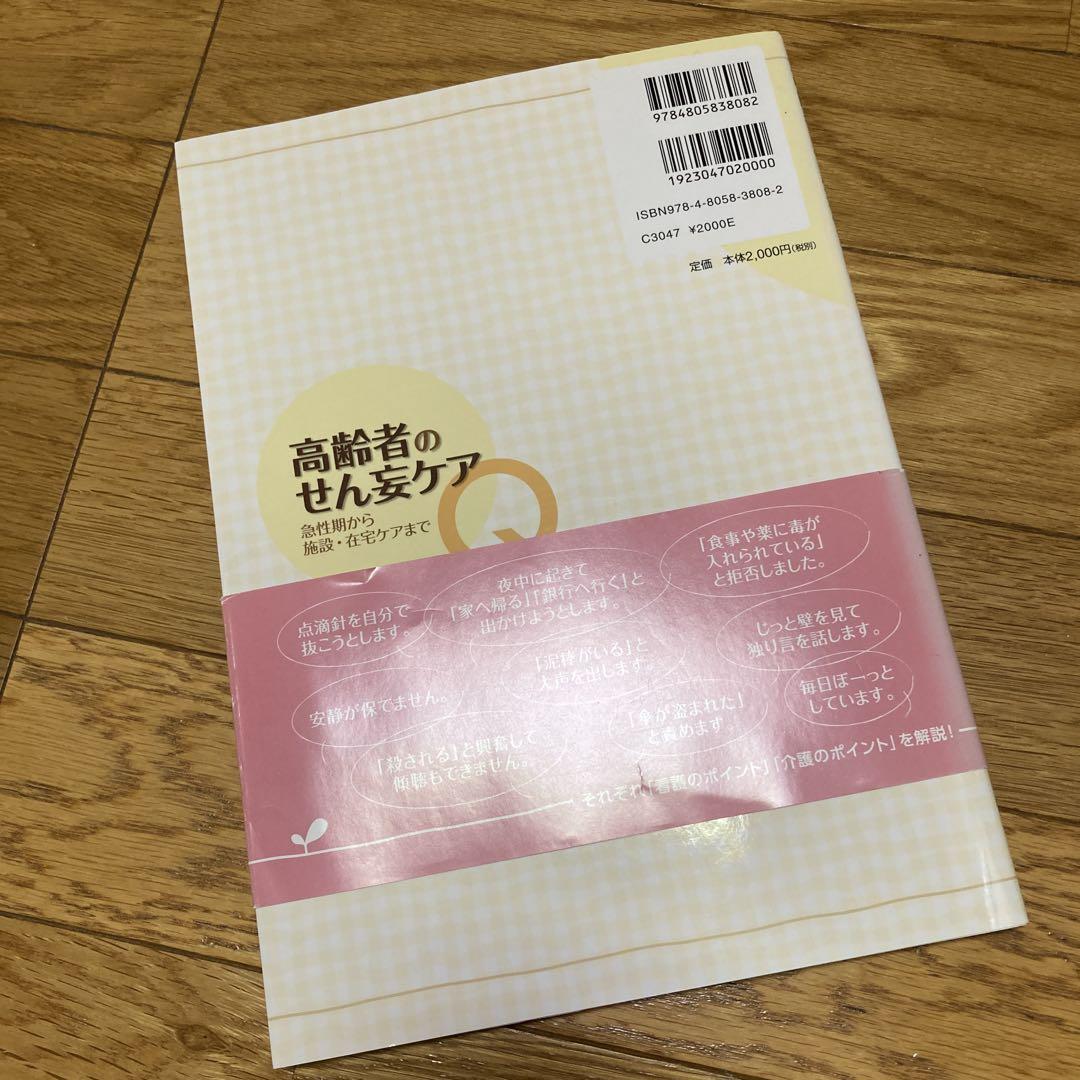 9784805838082
1923047020000
ISBN978-4-8058-3808-2
C3047 ¥2000E
定価 本体2,000円(税別)
高齢者の
せん妄ケア
Q
急性期から
施設・在宅ケアまで
「食事や薬に毒が
入れられている」
と拒否しました。
夜中に起きて
「家へ帰る」「銀行へ行く」と
出かけようとします。
点滴針を自分で
抜こうとします。
じっと壁を見て
独り言を話します。
「泥棒がいる」と
大声を出します。
毎日ぼーっと
しています。
安静が保てません。
「傘が盗まれた」
と責めます。
「殺される」と興奮して
傾聴もできません。
それぞれ「看護のポイント」「介護のポイント」を解説!